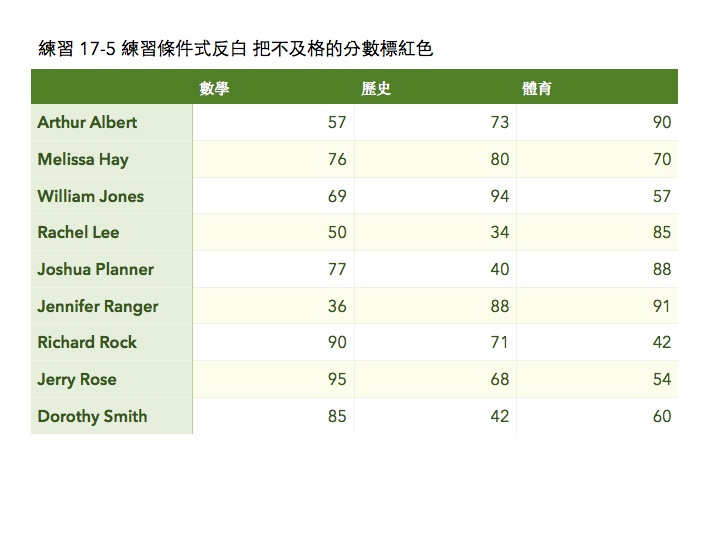 練習 17-5 練習條件式反白 把不及格的分數標紅色
數學 歷史 體育
Arthur Albert 57 73 90
Melissa Hay 76 80 70
William Jones 69 94 57
Rachel Lee 50 34 85
Joshua Planner 77 40 88
Jennifer Ranger 36 88 91
Richard Rock 90 71 42
Jerry Rose 95 68 54
Dorothy Smith 85 42 60